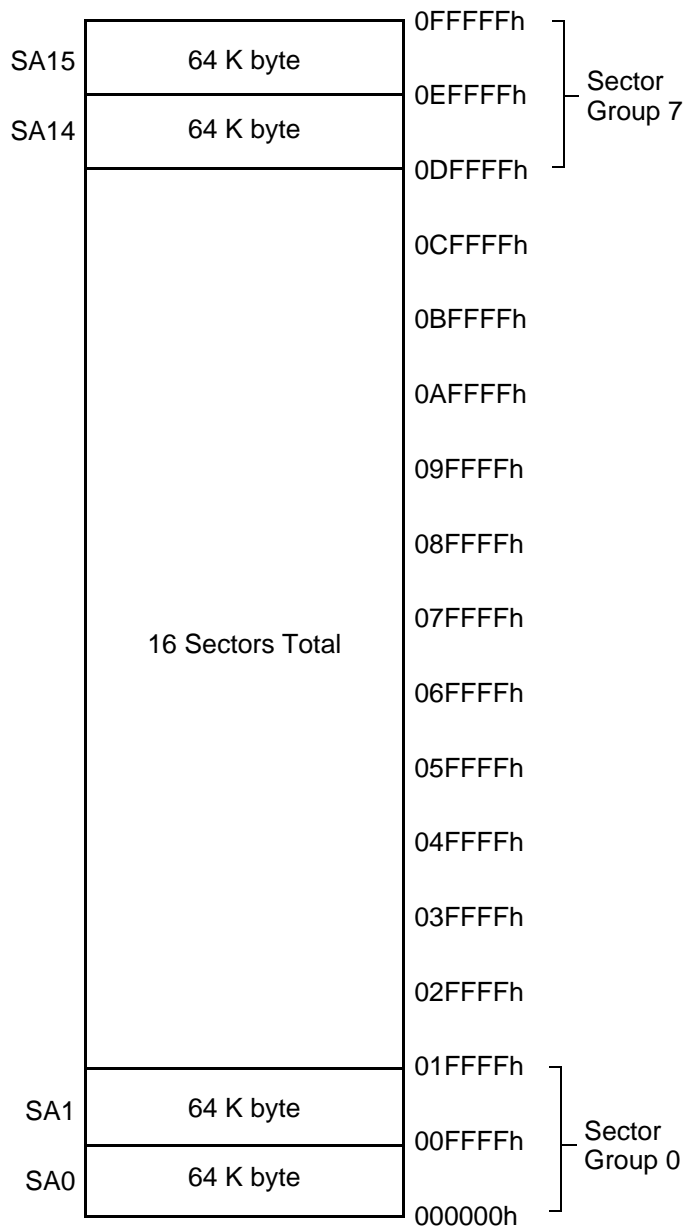 0FFFFFh
SA15
64 K byte
0EFFFFh
Sector
Group 7
SA14
64 K byte
0DFFFFh
0CFFFFh
0BFFFFh
0AFFFFh
09FFFFh
08FFFFh
07FFFFh
16 Sectors Total
06FFFFh
05FFFFh
04FFFFh
03FFFFh
02FFFFh
01FFFFh
SA1
64 K byte
00FFFFh
Sector
Group 0
SA0
64 K byte
000000h